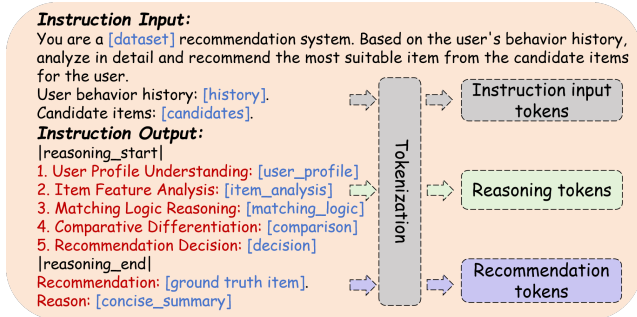 Instruction Input:
You are a [dataset] recommendation system. Based on the user's behavior history,
analyze in detail and recommend the most suitable item from the candidate items
for the user.
User behavior history: [history].
Candidate items: [candidates].
Instruction Output:
|reasoning_start|
1. User Profile Understanding: [user_profile]
2. Item Feature Analysis: [item_analysis]
3. Matching Logic Reasoning: [matching_logic]
4. Comparative Differentiation: [comparison]
5. Recommendation Decision: [decision]
|reasoning_end|
Recommendation: [ground truth item].
Reason: [concise_summary]
Tokenization
Instruction input
tokens
Reasoning tokens
Recommendation
tokens